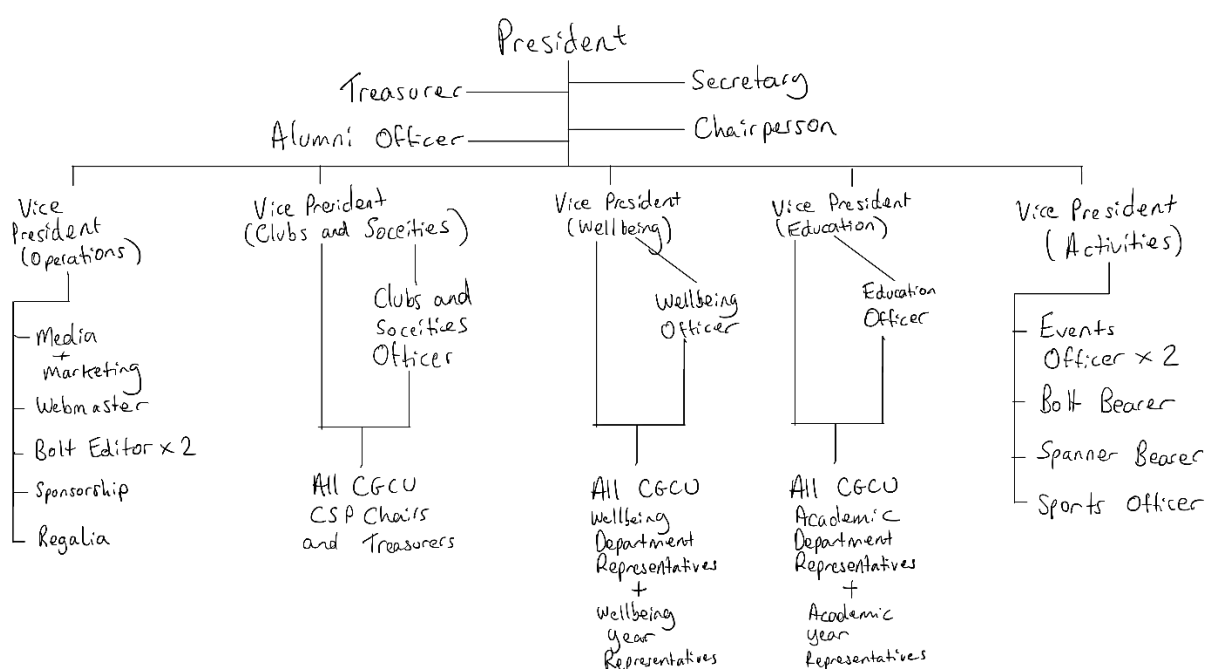 President
Treasurer
Secretary
Alumni Officer
Chairperson
Vice
President
(Operations)
Media
+
Marketing
Webmaster
Bolt Editor × 2
Sponsorship
Regalia
Vice President
(Clubs and Soceities)
Clubs and
Soceities
Officer
All CGCU
CSP Chairs
and Treasurers
Vice President
(Wellbeing)
Wellbeing
Officer
All CGCU
Wellbeing
Department
Representatives
+
Wellbeing
Year
Representatives
Vice President
(Education)
Education
Officer
All CGCU
Academic
Department
Representatives
+
Academic
Year
Representatives
Vice President
(Activities)
Events
Officer × 2
Bolt Bearer
Spanner Bearer
Sports Officer